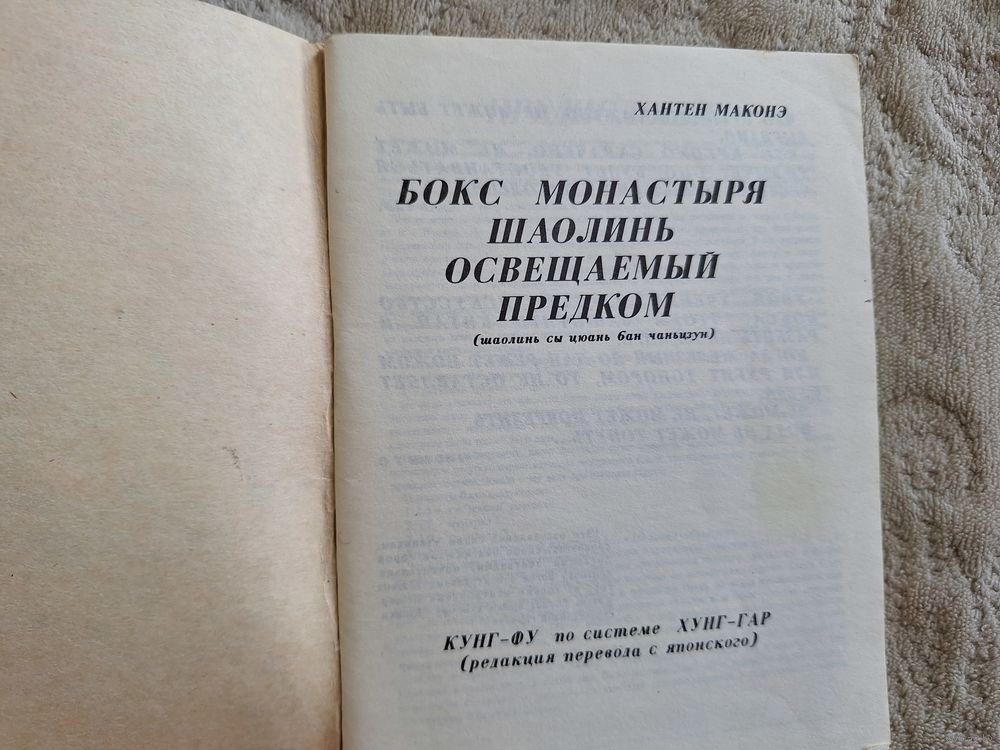 ХАНТЕН МАКОНЭ
БОКС МОНАСТЫРЯ
ШАОЛИНЬ
ОСВЕЩАЕМЫЙ
ПРЕДКОМ
(шаолинь сы цюань бан чаньцзун)
КУНГ-ФУ по системе ХУНГ-ГАР
(редакция перевода с японского)